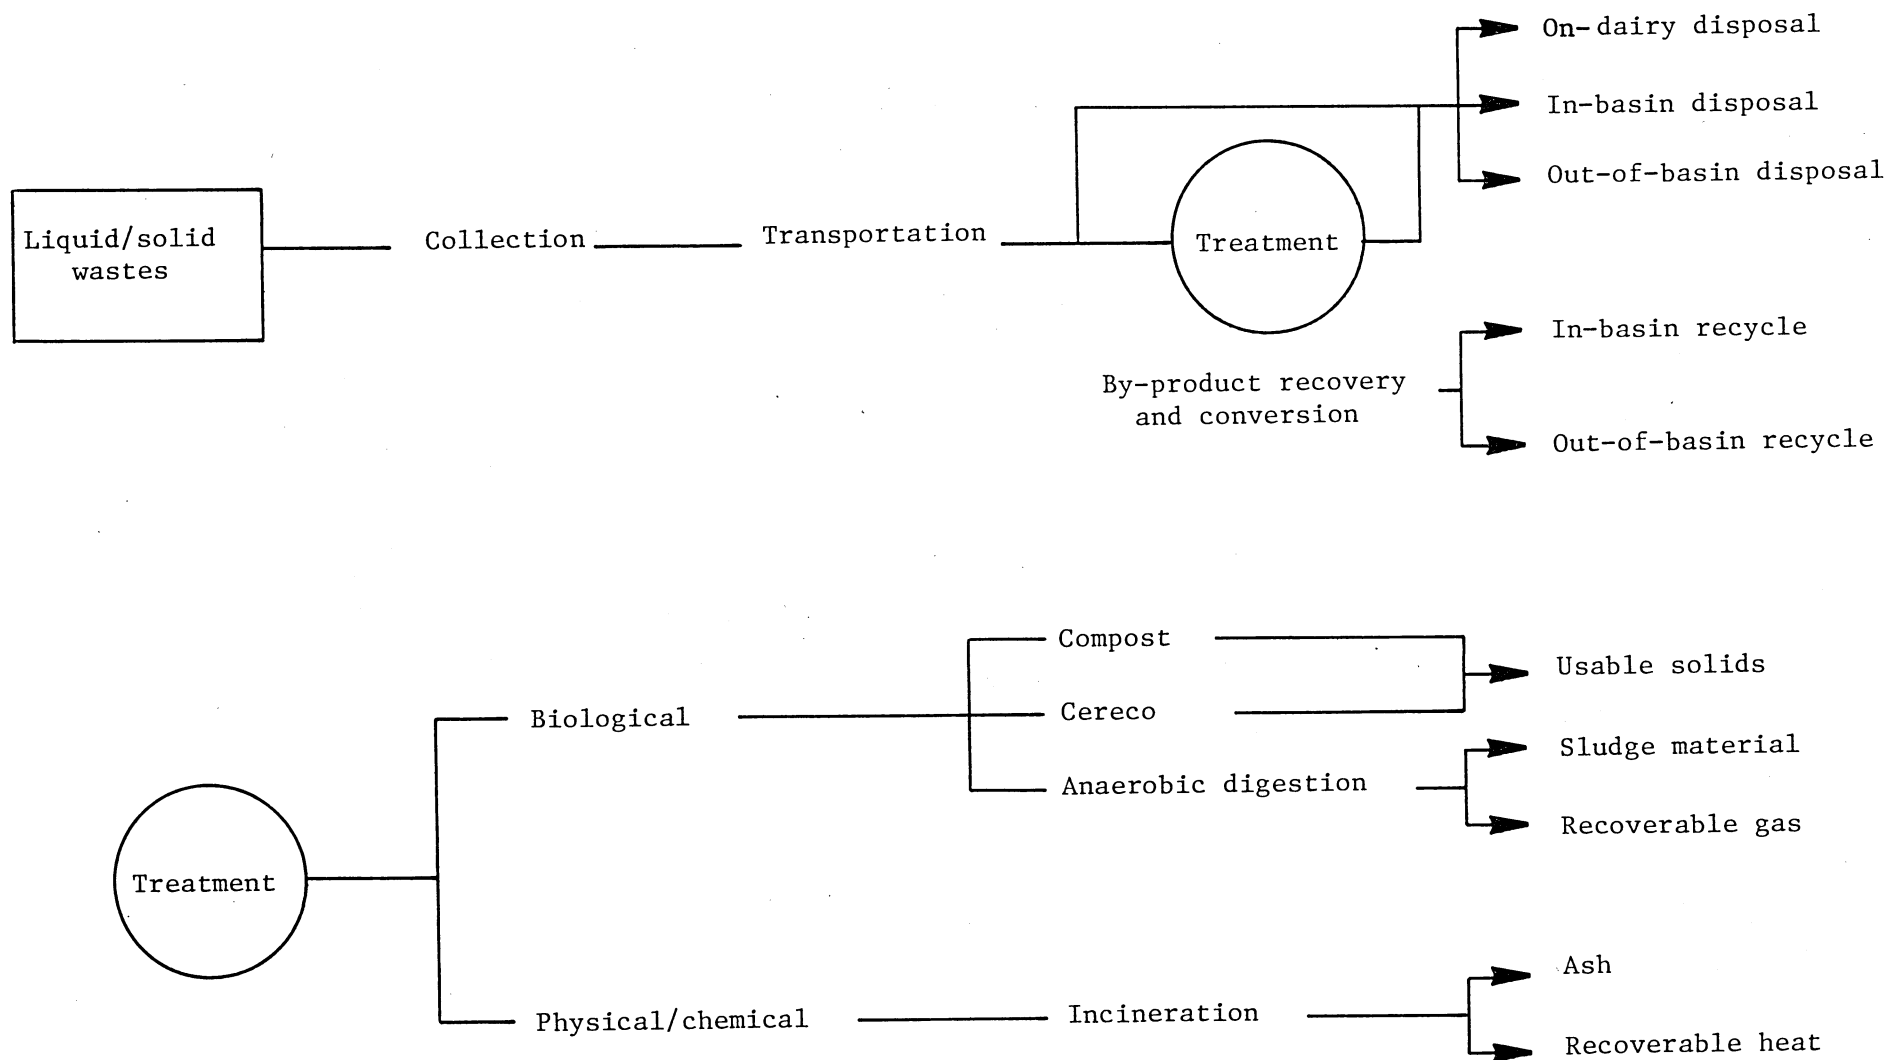 On-dairy disposal
In-basin disposal
Out-of-basin disposal
Liquid/solid
wastes
Collection
Transportation
Treatment
In-basin recycle
By-product recovery
and conversion
Out-of-basin recycle
Compost
Usable solids
Biological
Cereco
Sludge material
Anaerobic digestion
Recoverable gas
Treatment
Ash
Physical/chemical
Incineration
Recoverable heat